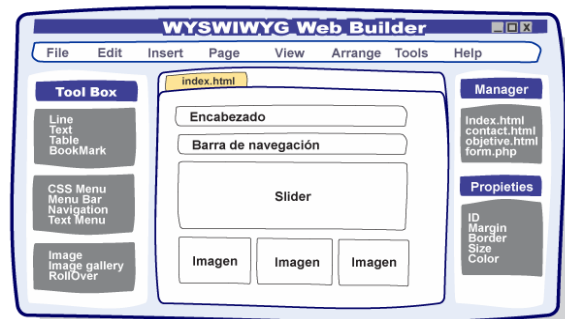 WYSWIWYG Web Builder
File Edit Insert Page View Arrange Tools Help
Tool Box
Line
Text
Table
BookMark
CSS Menu
Menu Bar
Navigation
Text Menu
Image
Image gallery
RollOver
index.html
Encabezado
Barra de navegación
Slider
Imagen Imagen Imagen
Manager
Index.html
contact.html
objetive.html
form.php
Propieties
ID
Margin
Border
Size
Color